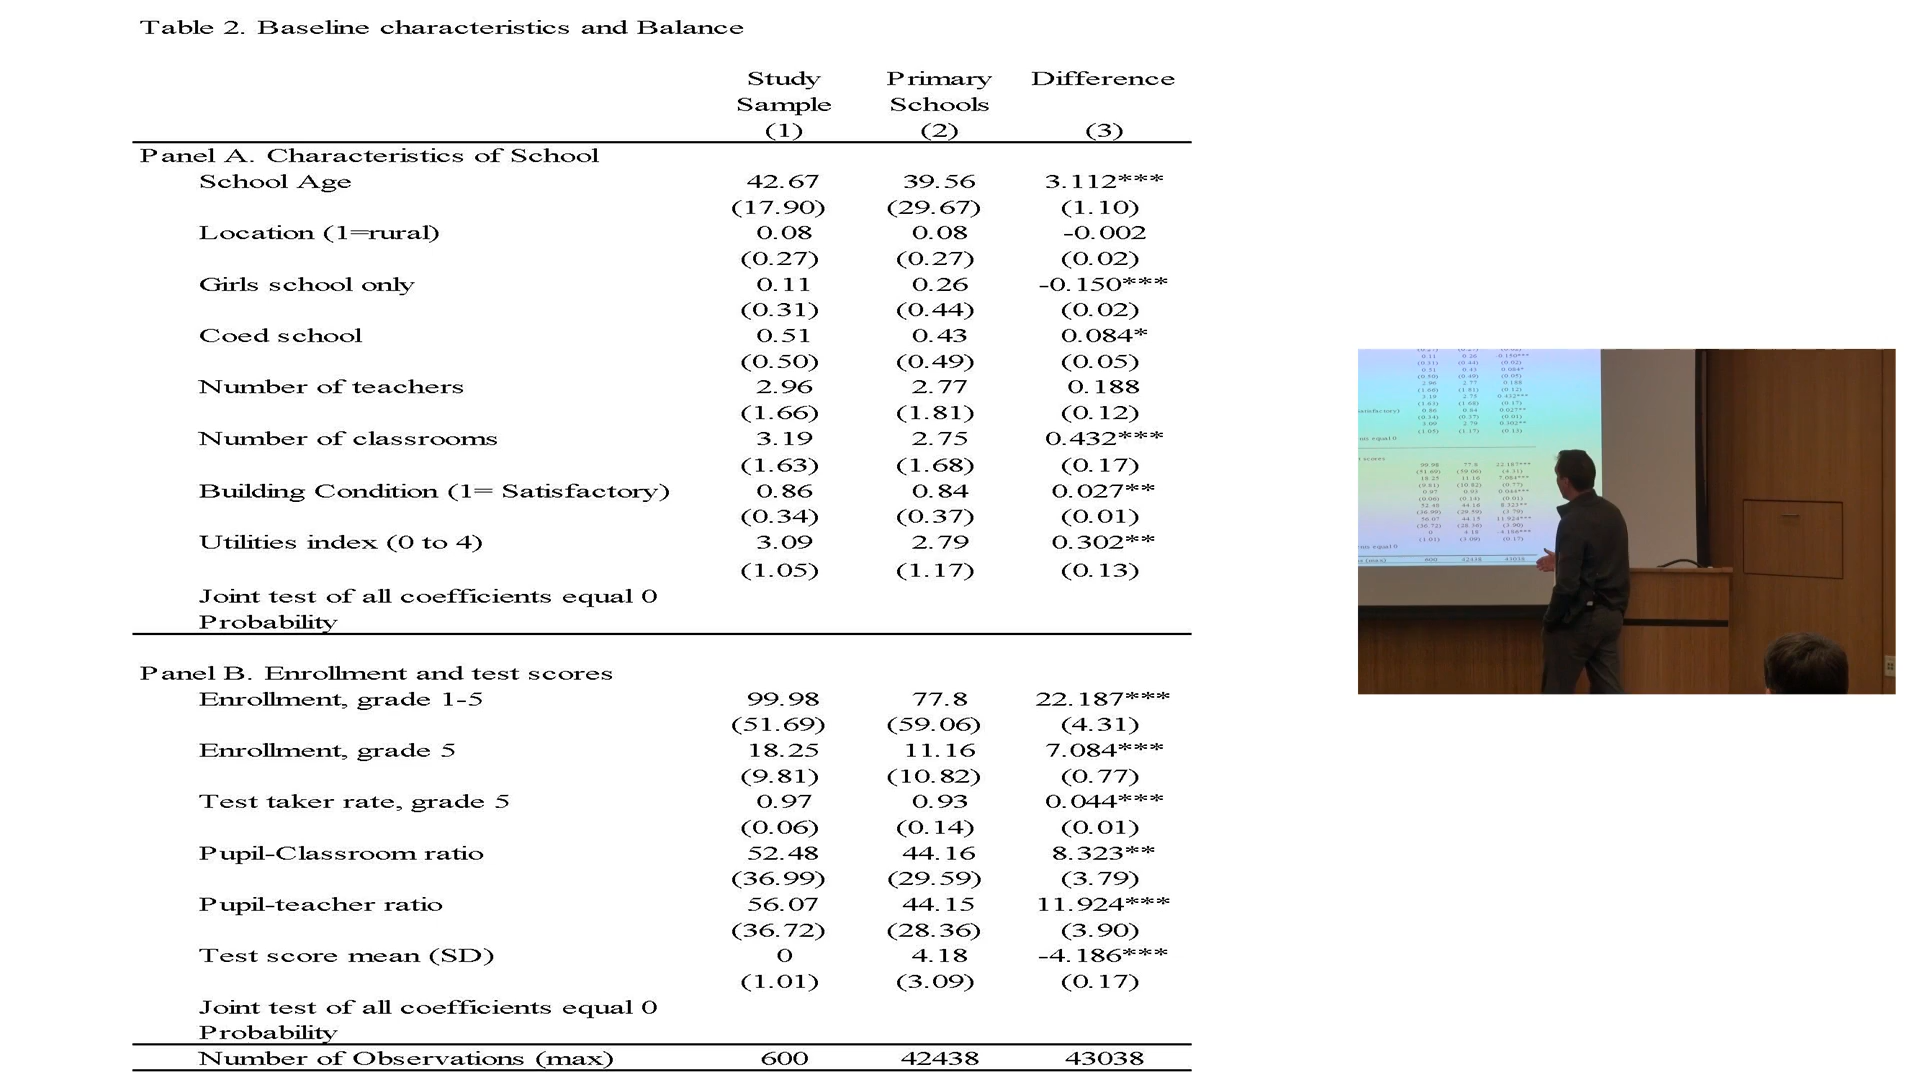 Table 2. Baseline characteristics and Balance
Study Sample (1) Primary Schools (2) Difference (3)
Panel A. Characteristics of School
School Age 42.67 39.56 3.112***
(17.90) (29.67) (1.10)
Location (1=rural) 0.08 0.08 -0.002
(0.27) (0.27) (0.02)
Girls school only 0.11 0.26 -0.150***
(0.31) (0.44) (0.02)
Coed school 0.51 0.43 0.084*
(0.50) (0.49) (0.05)
Number of teachers 2.96 2.77 0.188
(1.66) (1.81) (0.12)
Number of classrooms 3.19 2.75 0.432***
(1.63) (1.68) (0.17)
Building Condition (1= Satisfactory) 0.86 0.84 0.027**
(0.34) (0.37) (0.01)
Utilities index (0 to 4) 3.09 2.79 0.302**
(1.05) (1.17) (0.13)
Joint test of all coefficients equal 0
Probability
Panel B. Enrollment and test scores
Enrollment, grade 1-5 99.98 77.8 22.187***
(51.69) (59.06) (4.31)
Enrollment, grade 5 18.25 11.16 7.084***
(9.81) (10.82) (0.77)
Test taker rate, grade 5 0.97 0.93 0.044***
(0.06) (0.14) (0.01)
Pupil-Classroom ratio 52.48 44.16 8.323**
(36.99) (29.59) (3.79)
Pupil-teacher ratio 56.07 44.15 11.924***
(36.72) (28.36) (3.90)
Test score mean (SD) 0 4.18 -4.186***
(1.01) (3.09) (0.17)
Joint test of all coefficients equal 0
Probability
Number of Observations (max) 600 42438 43038